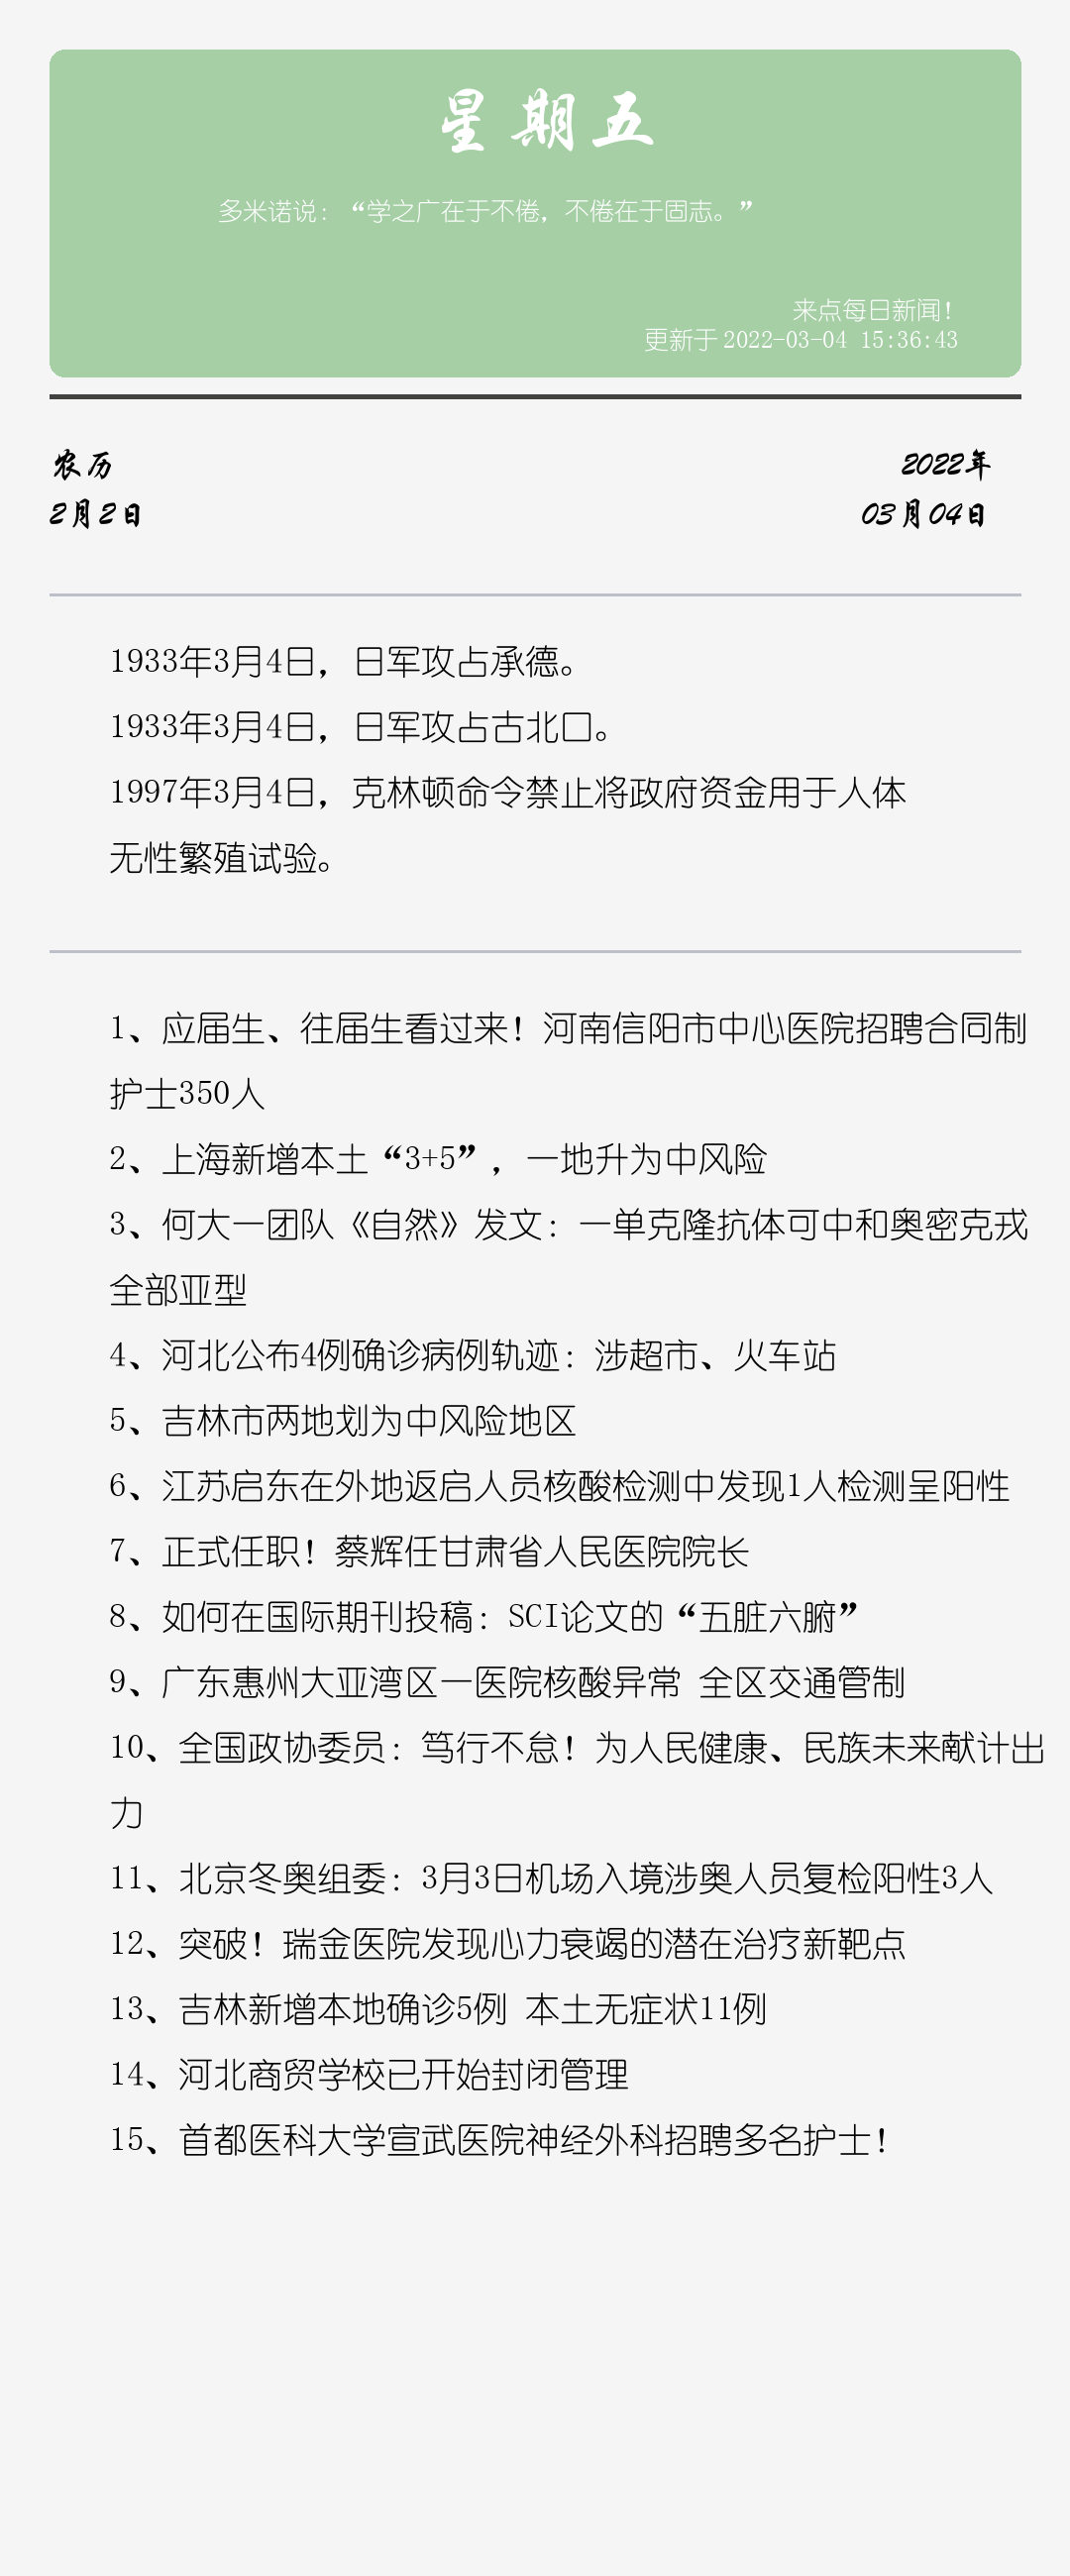 星期五
多米诺说：“学之广在于不倦，不倦在于固志。”
来点每日新闻！
更新于 2022-03-04 15:36:43
农历
2022年
2月2日
03月04日
1933年3月4日，日军攻占承德。
1933年3月4日，日军攻占古北口。
1997年3月4日，克林顿命令禁止将政府资金用于人体
无性繁殖试验。
1、应届生、往届生看过来！河南信阳市中心医院招聘合同制
护士350人
2、上海新增本土“3+5”，一地升为中风险
3、何大一团队《自然》发文：一单克隆抗体可中和奥密克戎
全部亚型
4、河北公布4例确诊病例轨迹：涉超市、火车站
5、吉林市两地划为中风险地区
6、江苏启东在外地返启人员核酸检测中发现1人检测呈阳性
7、正式任职！蔡辉任甘肃省人民医院院长
8、如何在国际期刊投稿：SCI论文的“五脏六腑”
9、广东惠州大亚湾区一医院核酸异常 全区交通管制
10、全国政协委员：笃行不怠！为人民健康、民族未来献计出
力
11、北京冬奥组委：3月3日机场入境涉奥人员复检阳性3人
12、突破！瑞金医院发现心力衰竭的潜在治疗新靶点
13、吉林新增本地确诊5例 本土无症状11例
14、河北商贸学校已开始封闭管理
15、首都医科大学宣武医院神经外科招聘多名护士！